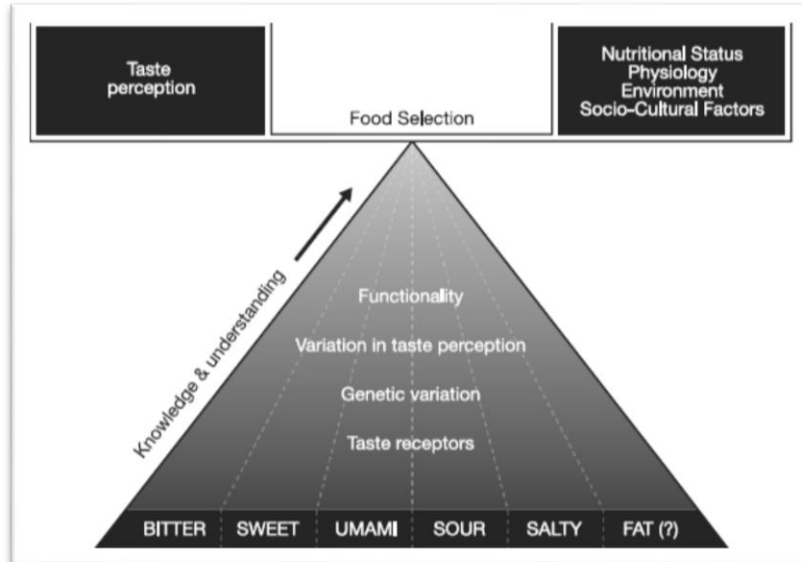 Taste
perception
Nutritional Status
Physiology
Environment
Socio-Cultural Factors
Food Selection
Knowledge & understanding
Functionality
Variation in taste perception
Genetic variation
Taste receptors
BITTER SWEET UMAMI SOUR SALTY FAT (?)